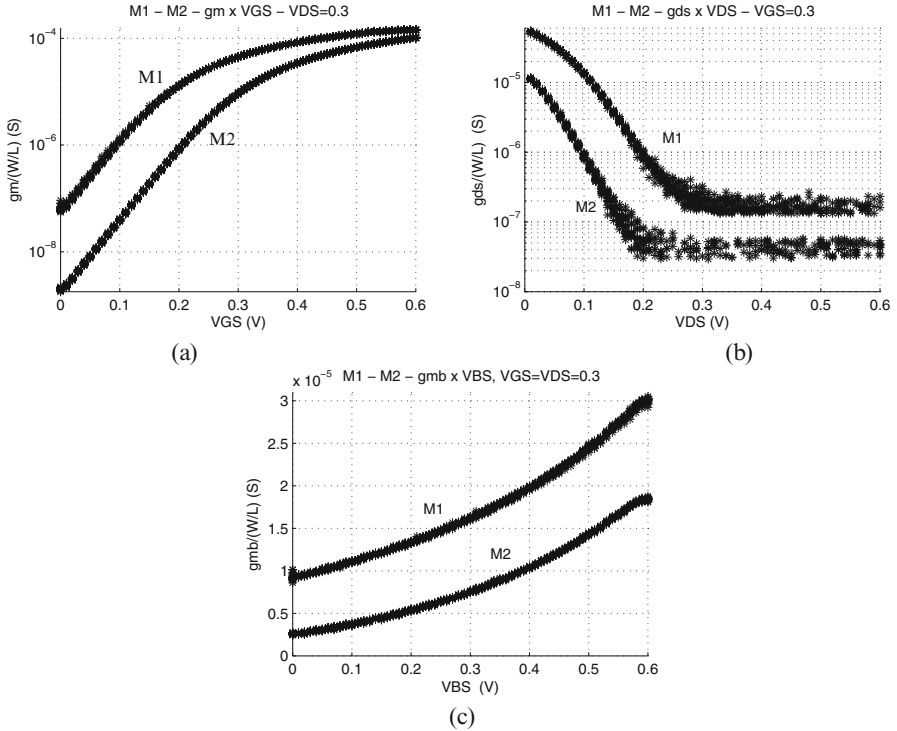 M1 − M2 − gm x VGS − VDS=0.3
10⁻⁴
10⁻⁶
10⁻⁸
gm/(W/L) (S)
M1
M2
0 0.1 0.2 0.3 0.4 0.5 0.6
VGS (V)
(a)
M1 − M2 − gds x VDS − VGS=0.3
10⁻⁵
10⁻⁶
10⁻⁷
10⁻⁸
gds/(W/L) (S)
M1
M2
0 0.1 0.2 0.3 0.4 0.5 0.6
VDS (V)
(b)
x 10⁻⁵
M1 − M2 − gmb x VBS, VGS=VDS=0.3
3
2.5
2
1.5
1
0.5
0
gmb/(W/L) (S)
M1
M2
0 0.1 0.2 0.3 0.4 0.5 0.6
VBS (V)
(c)